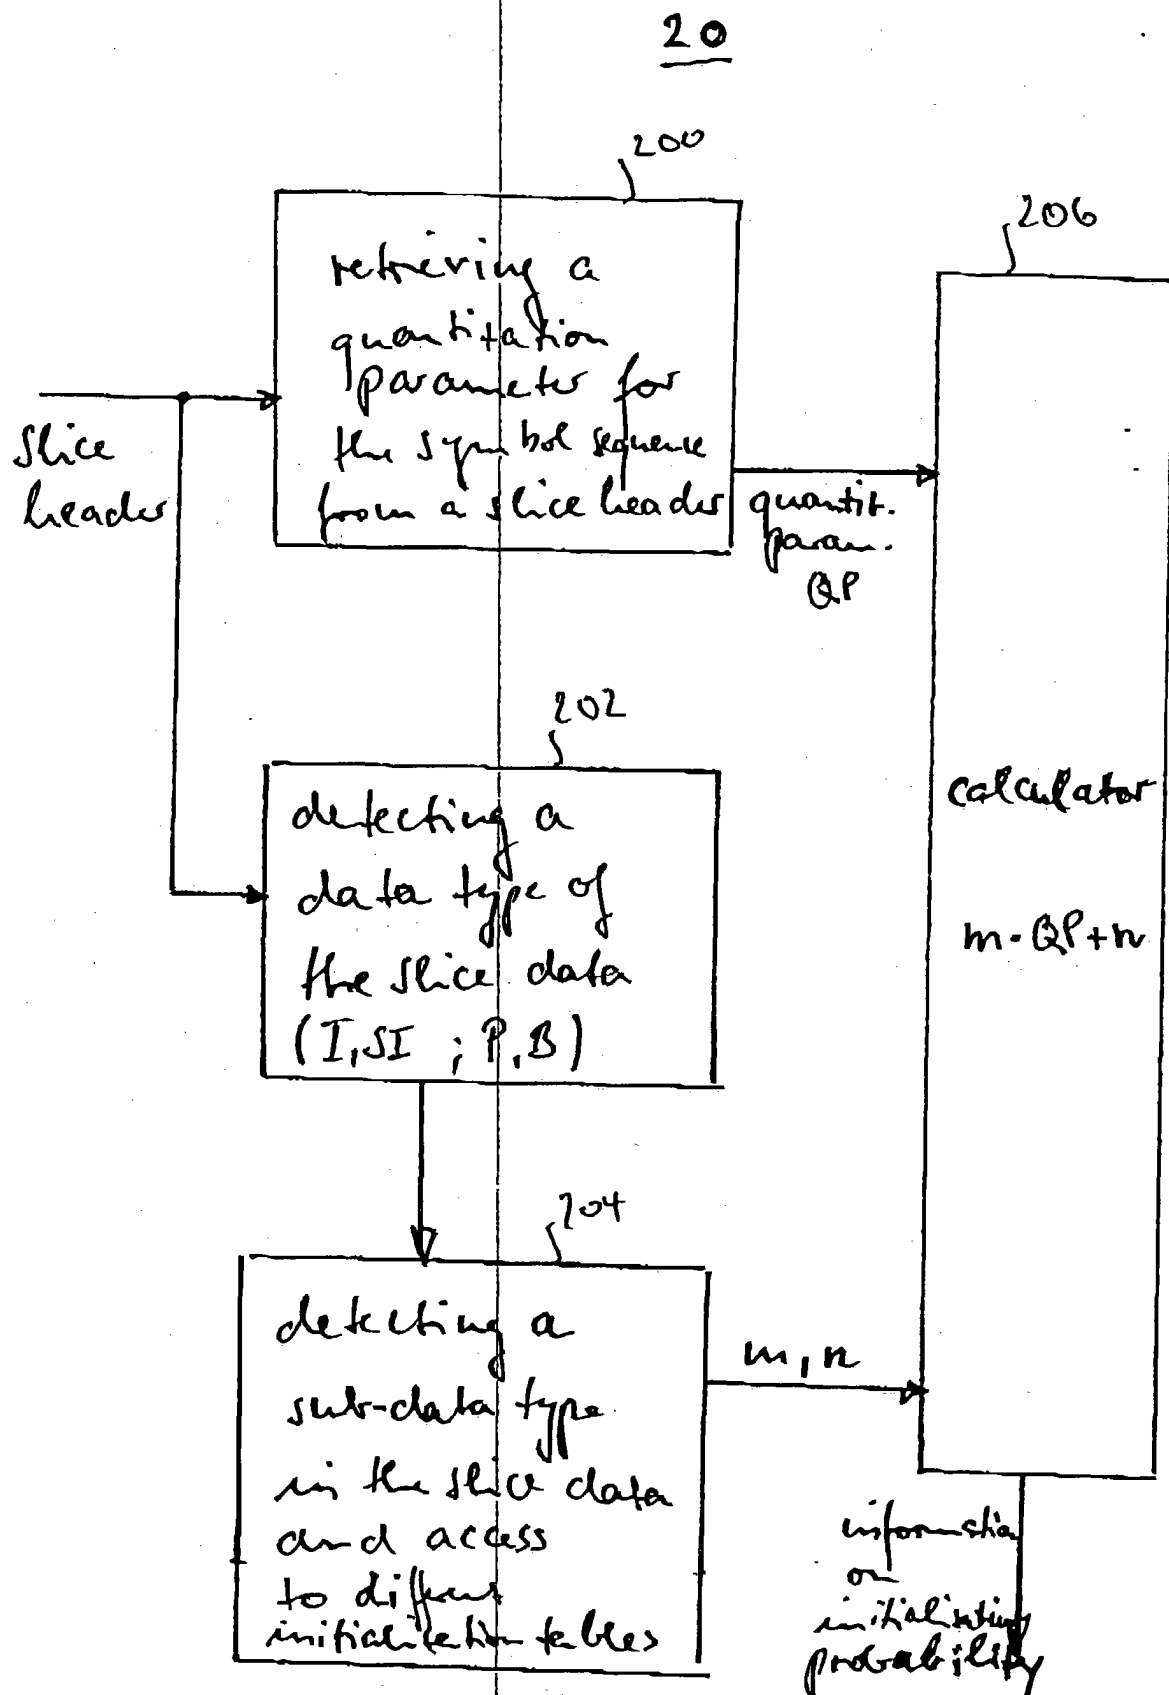 20
200
retrieving a
quantitation
parameter for
the symbol sequence
from a slice header
slice
header
quantit.
param.
QP
206
calculator
m·QP+n
202
detecting a
data type of
the slice data
(I,SI ; P,B)
204
detecting a
sub-data type
in the slice data
and access
to different
initialization tables
m,n
information
on
initialization
probability